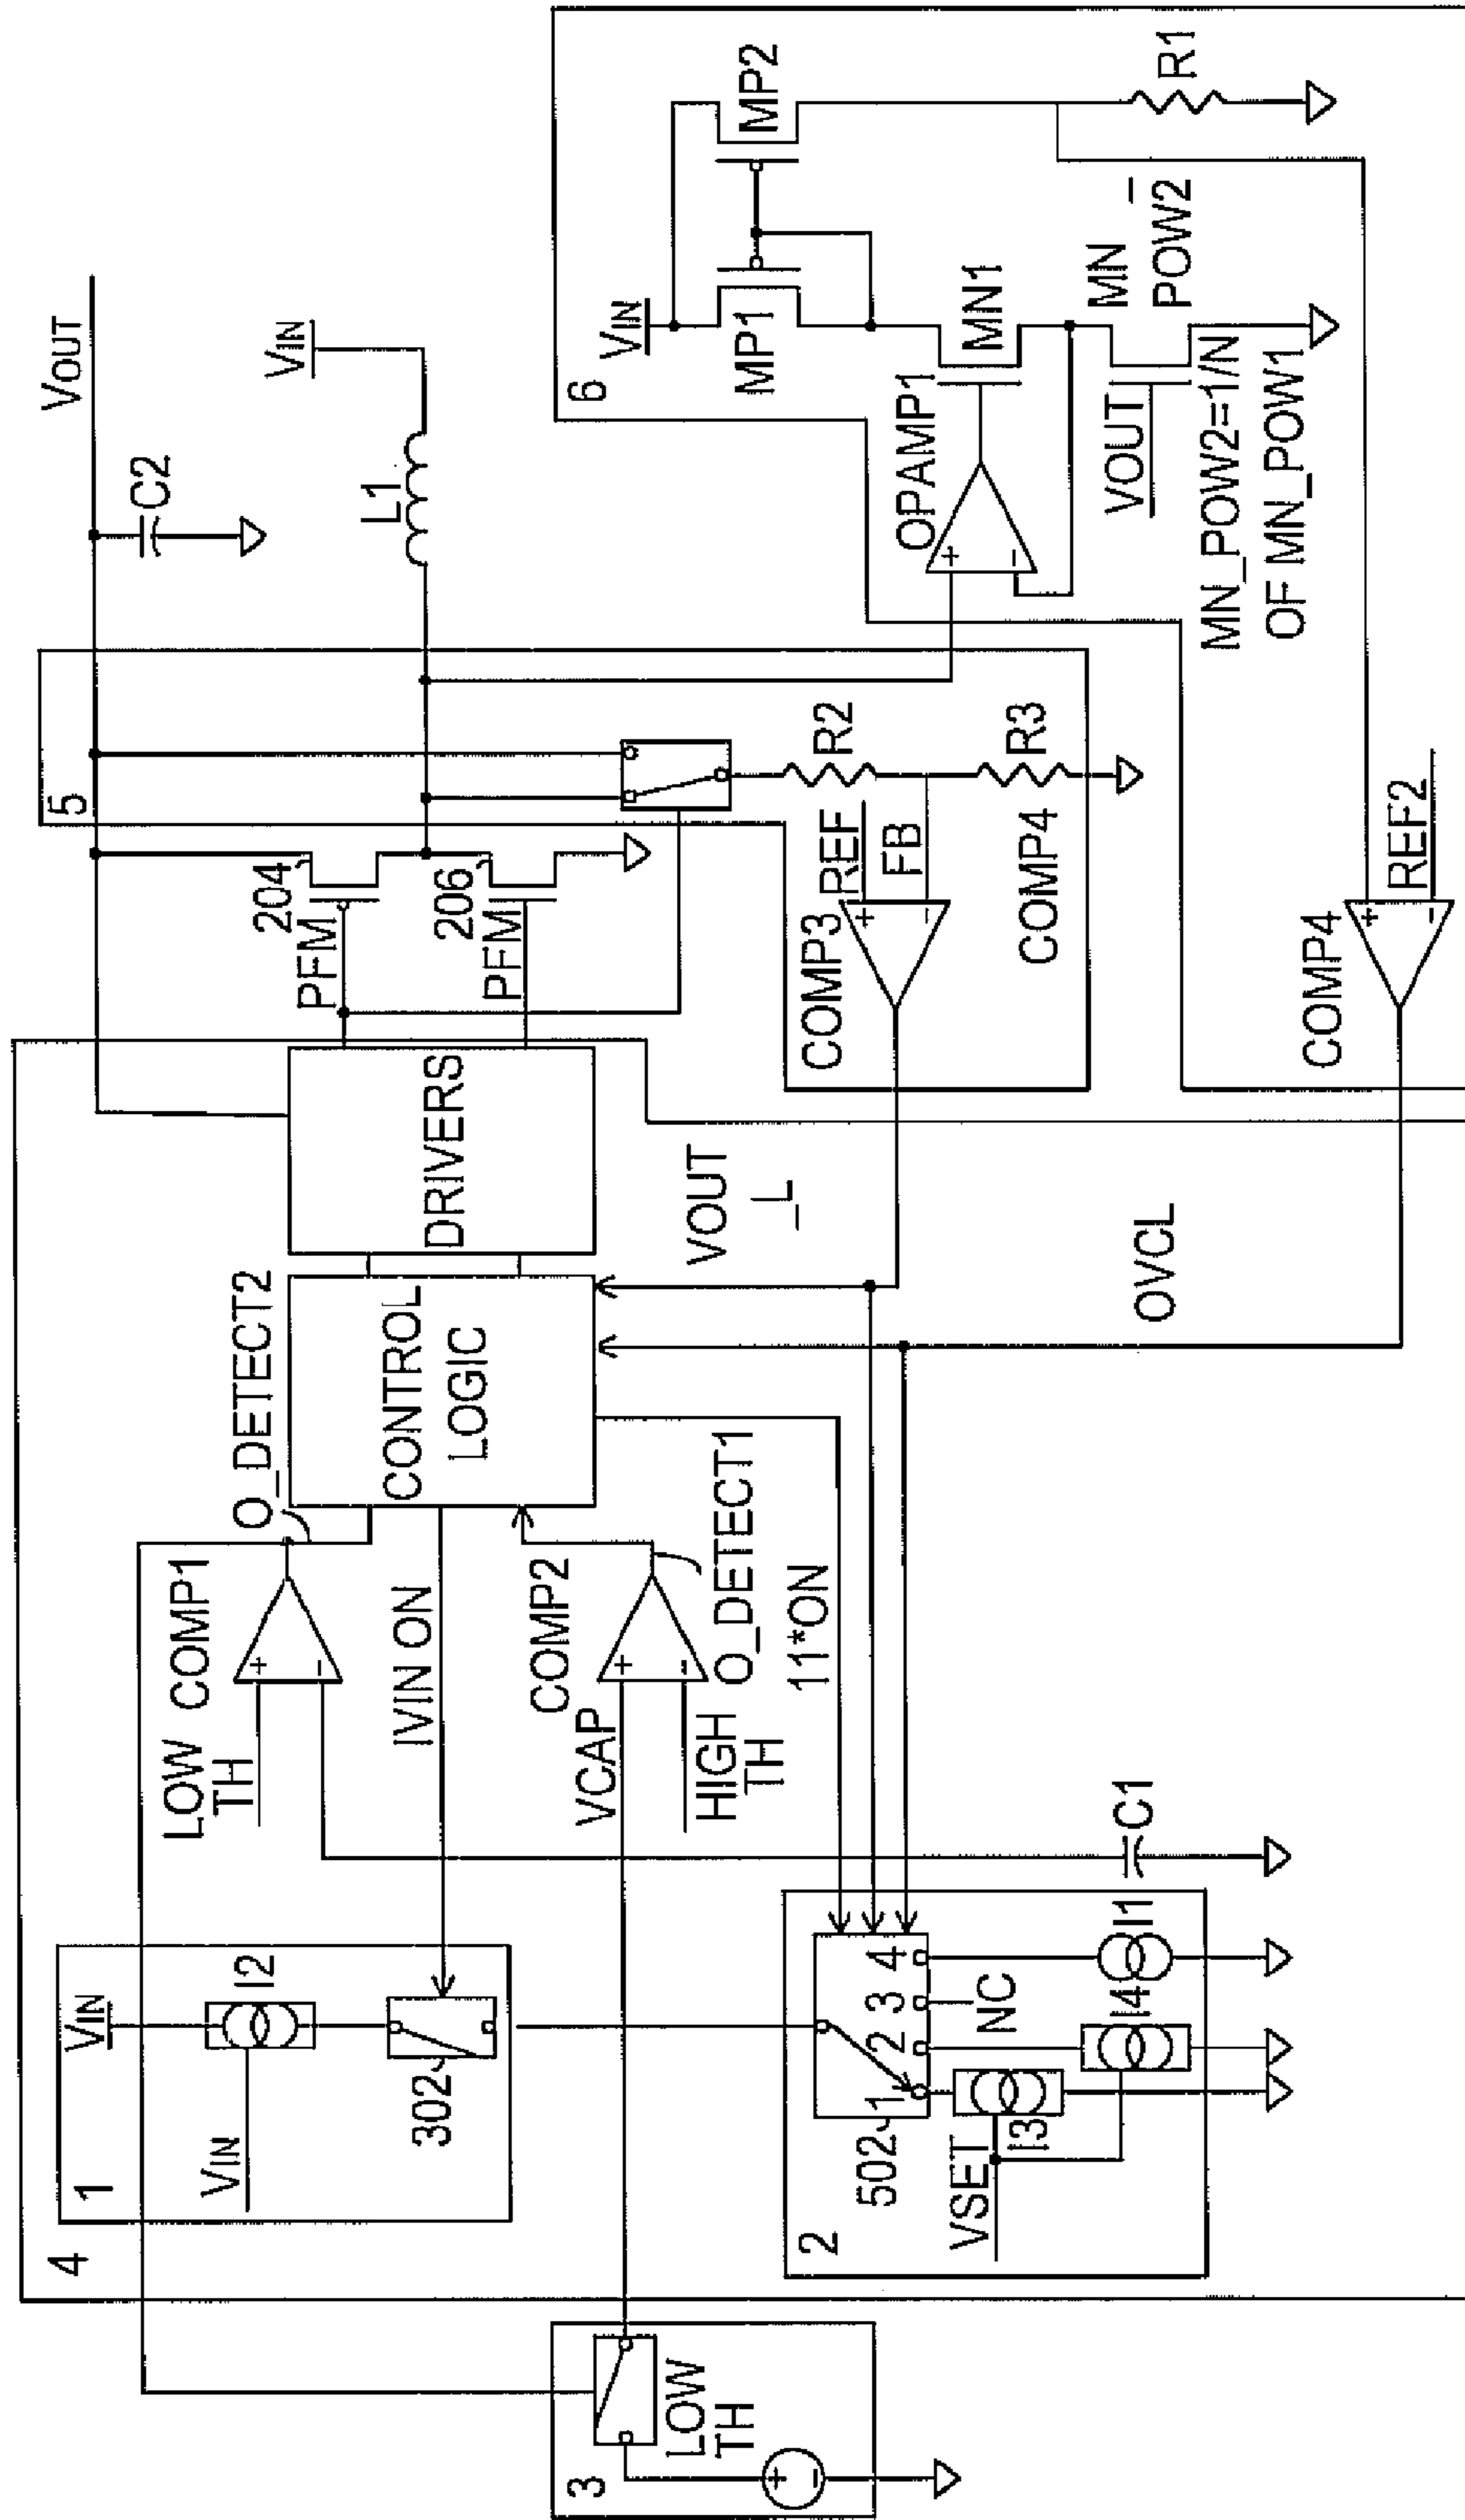 4
1
VIN
I2
VIN
302
3
LOW
TH
LOW
TH
COMP1
O_DETECT2
IVIN ON
COMP2
VCAP
HIGH
TH
O_DETECT1
11*ON
CONTROL
LOGIC
DRIVERS
2
502
1
2
3
4
NC
VSET
I3
I4
I1
C1
VOUT
_L
OVCL
PFM
204
PFM
206
5
VOUT
C2
L1
VIN
COMP3
REF
FB
R2
R3
COMP4
6
VIN
MP1
MP2
OPAMP1
MN1
MN_
POW2
VOUT
MN_POW2=1/N
OF MN_POW1
R1
COMP4
REF2
+
-
+
-
+
-
+
-
+
-
+
-